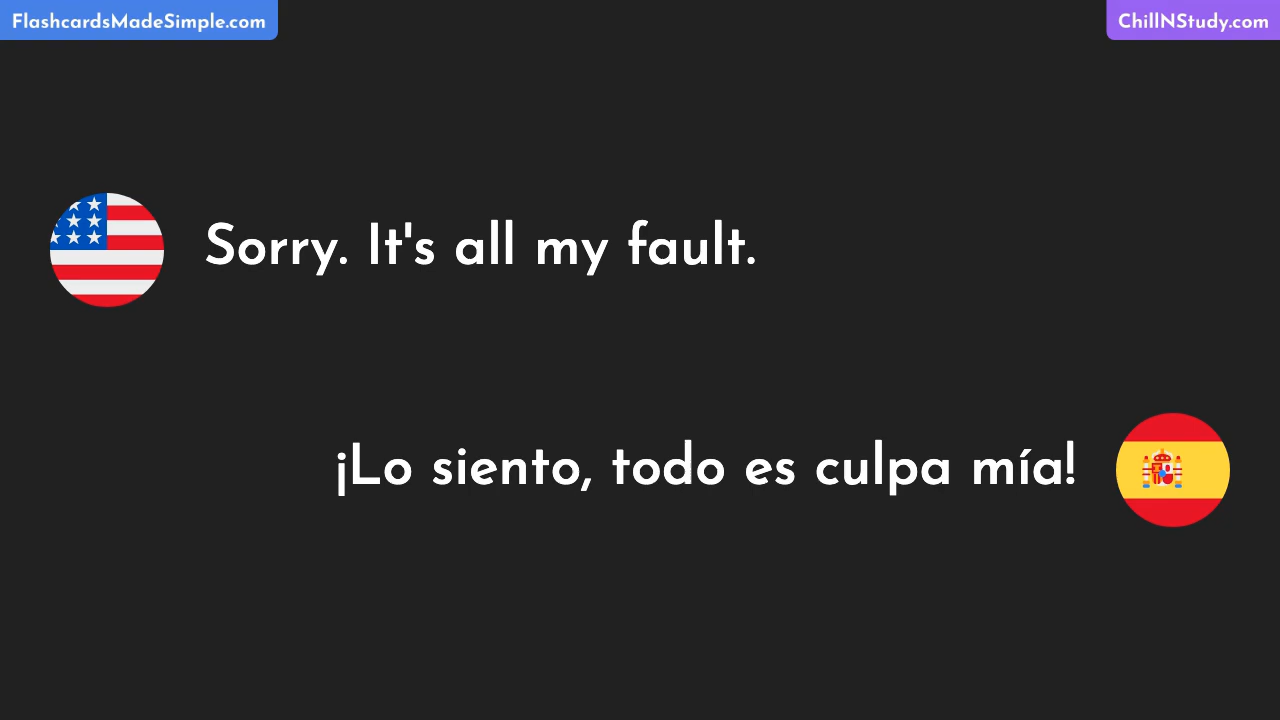 FlashcardsMadeSimple.com
ChillNStudy.com
Sorry. It's all my fault.
¡Lo siento, todo es culpa mía!